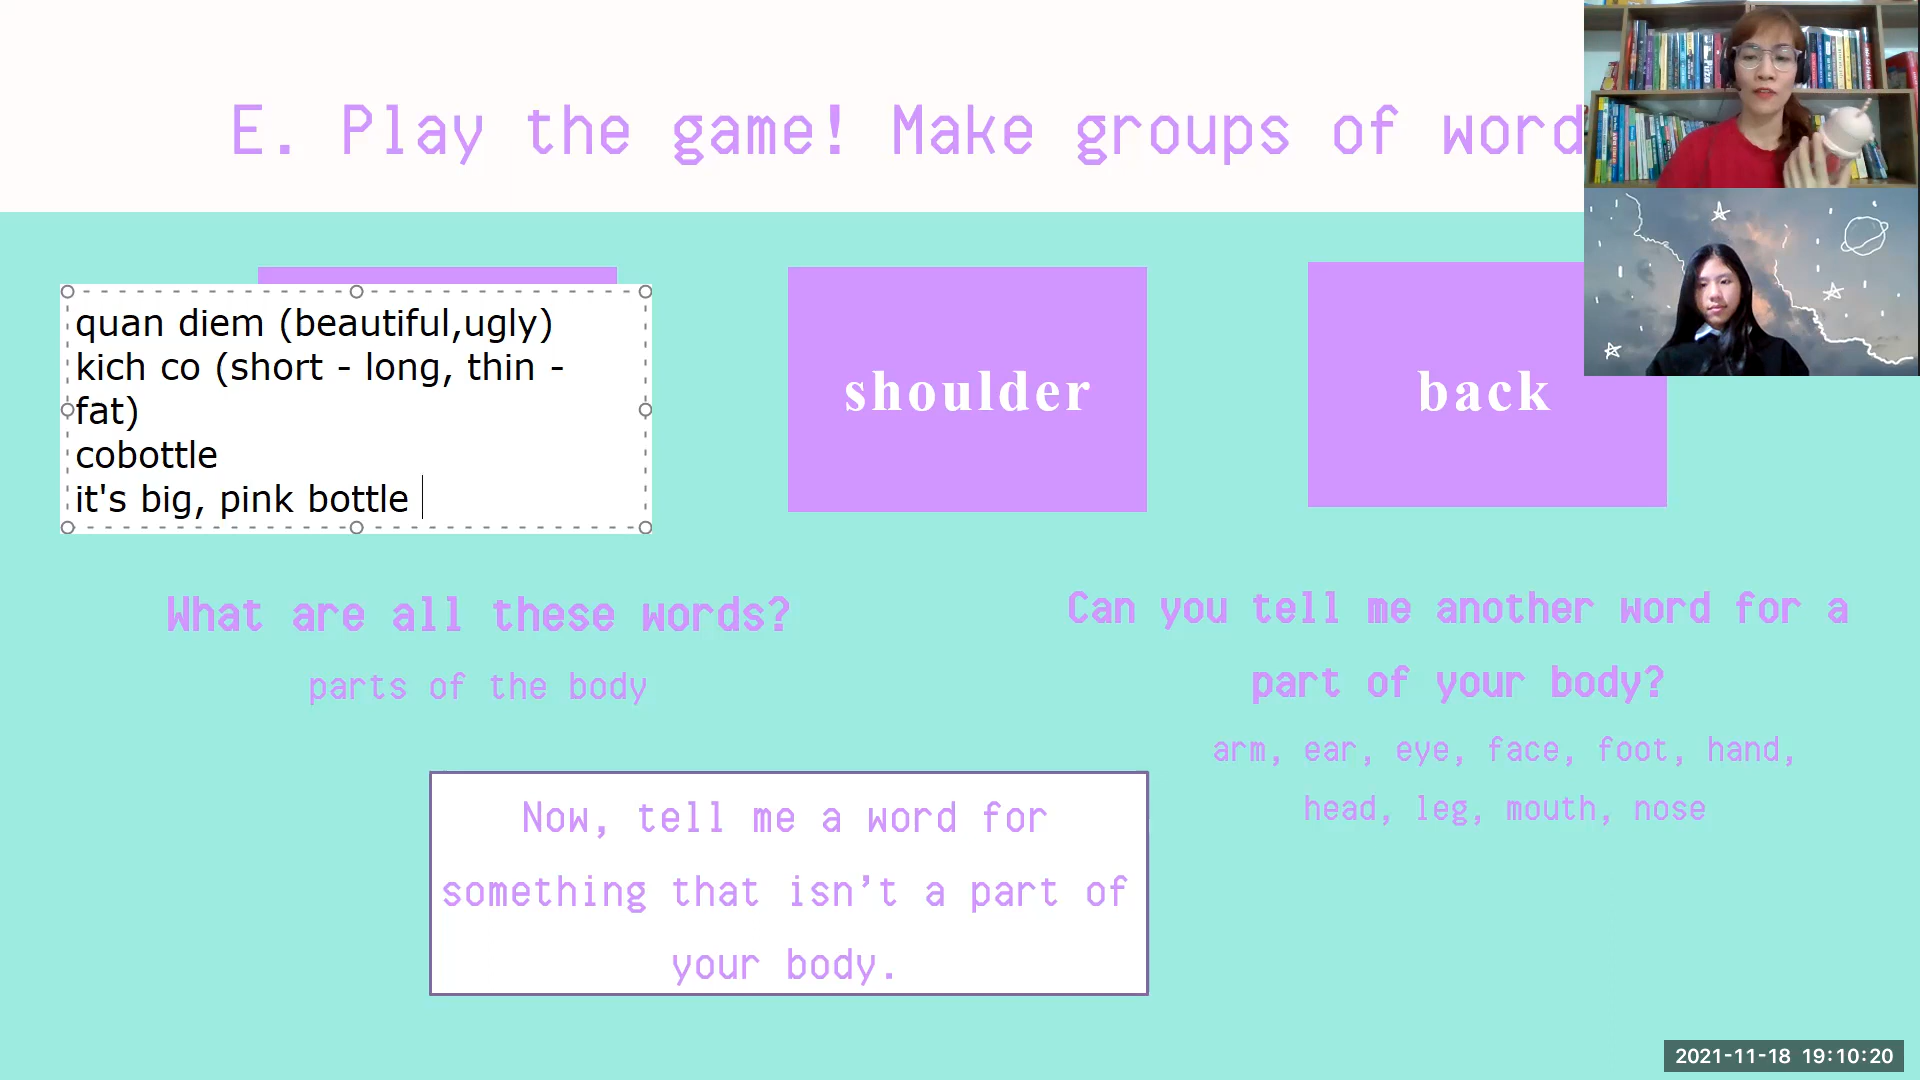 E. Play the game! Make groups of word
quan diem (beautiful,ugly)
kich co (short - long, thin -
fat)
cobottle
it's big, pink bottle
shoulder
back
What are all these words?
parts of the body
Can you tell me another word for a
part of your body?
arm, ear, eye, face, foot, hand,
head, leg, mouth, nose
Now, tell me a word for
something that isn’t a part of
your body.
2021-11-18 19:10:20